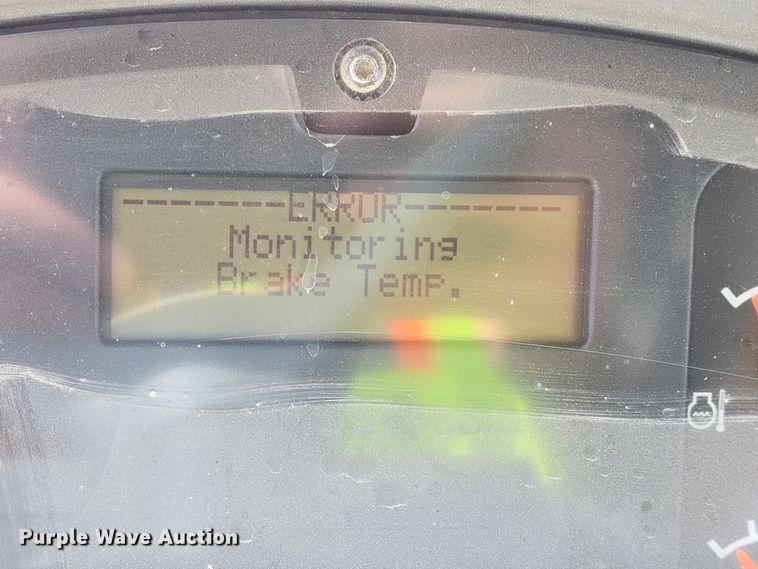 -------ERROR------
Monitoring
Brake Temp.
Purple Wave Auction